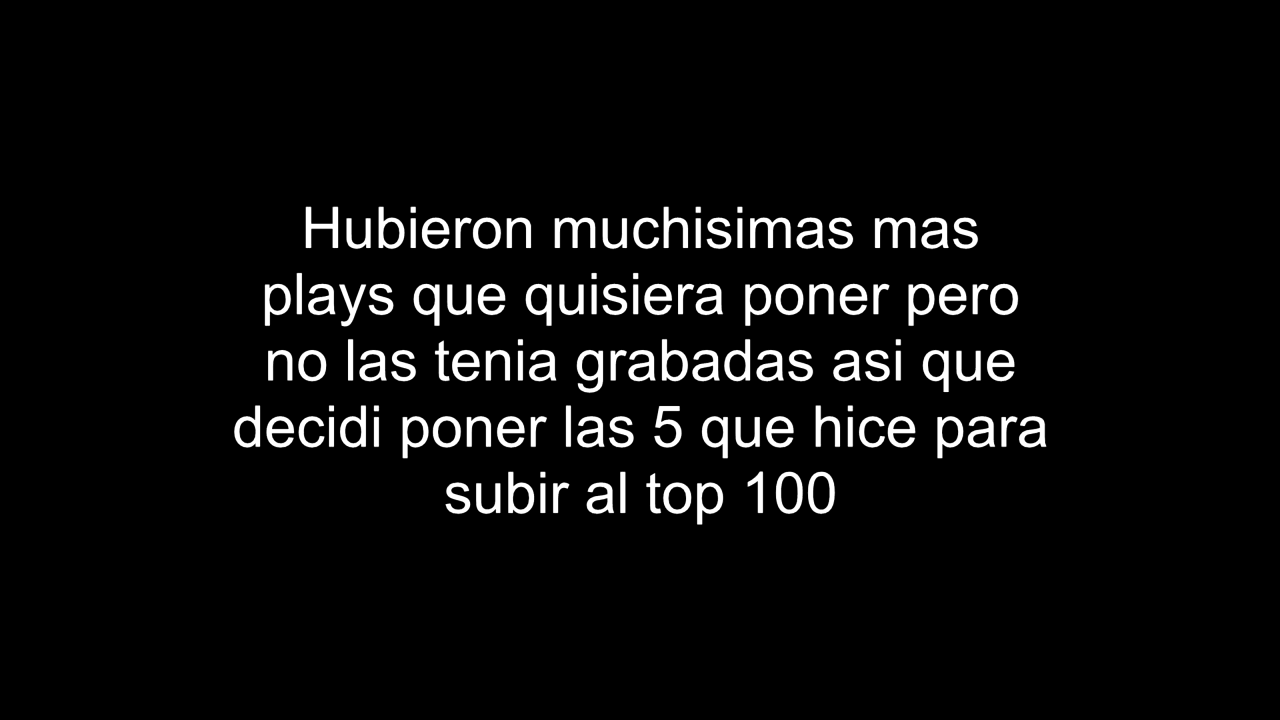 Hubieron muchisimas mas
plays que quisiera poner pero
no las tenia grabadas asi que
decidi poner las 5 que hice para
subir al top 100